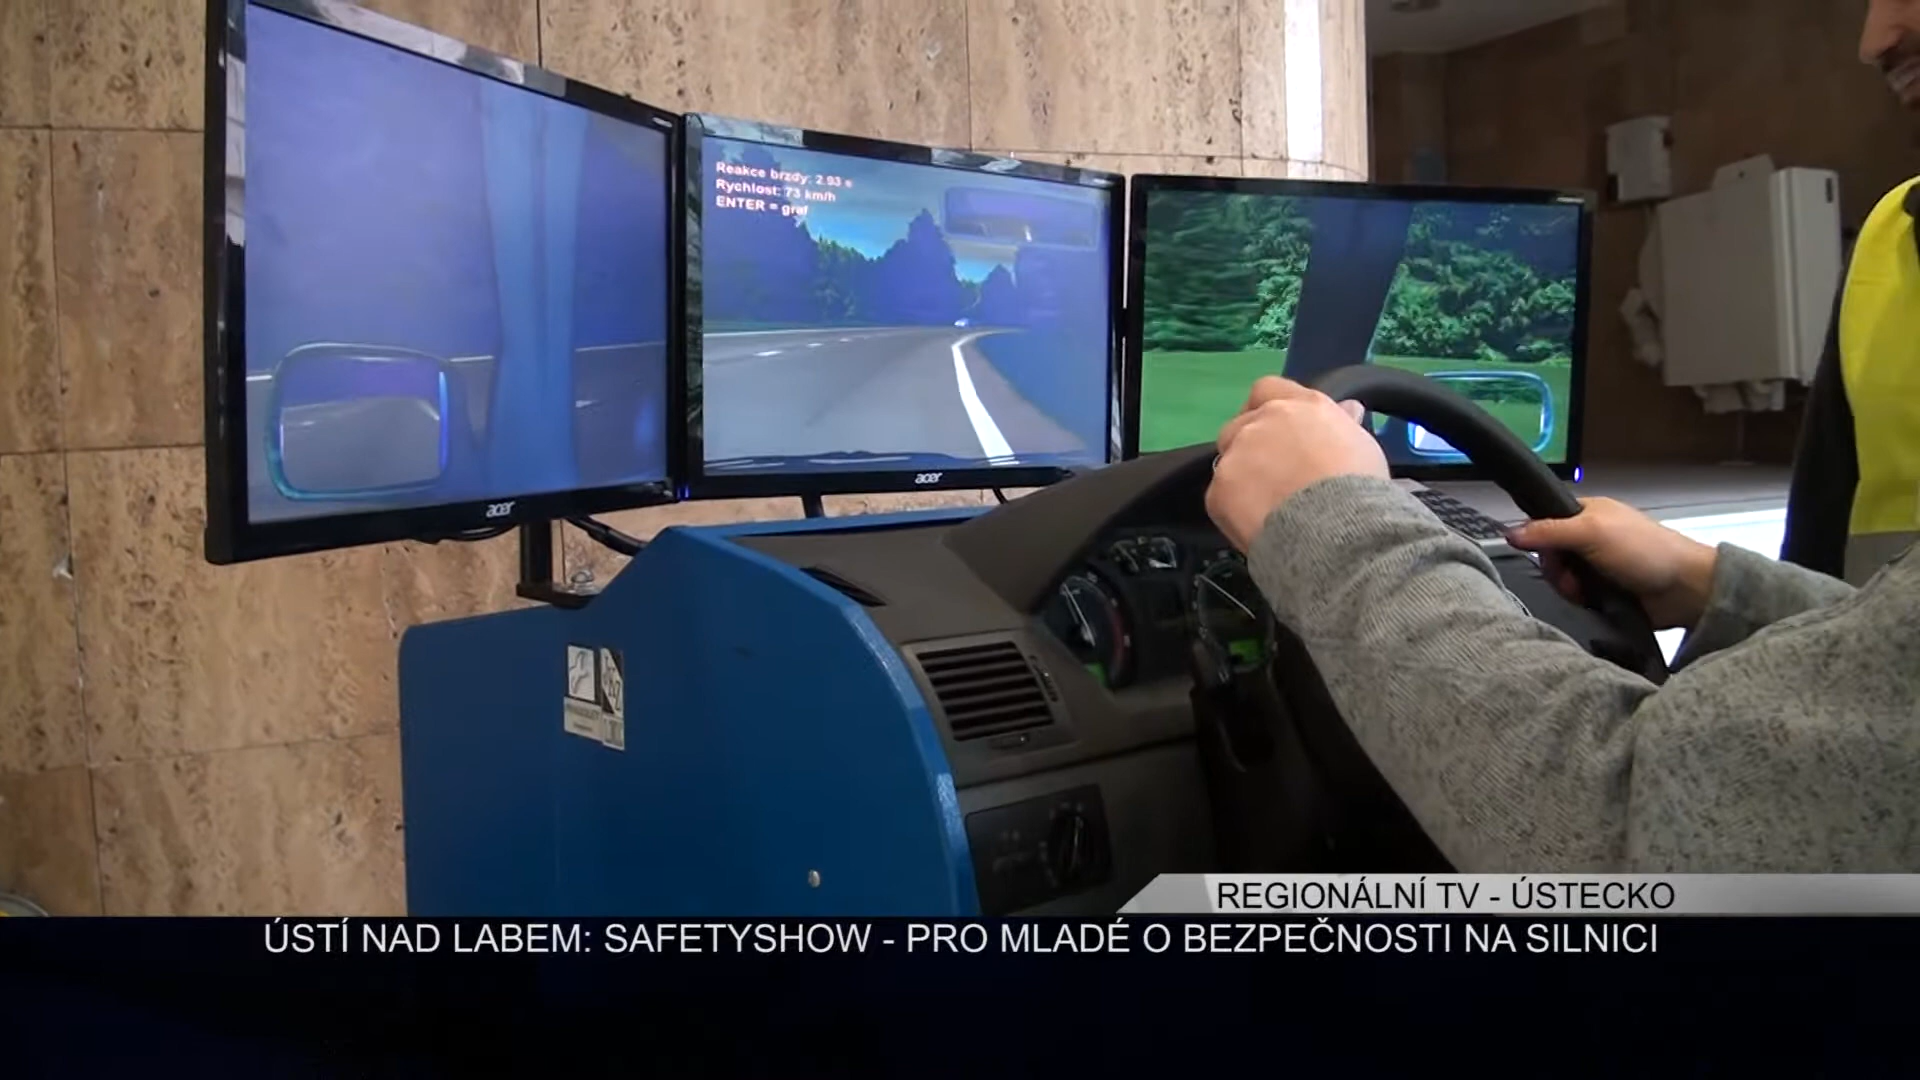 Reakce brzdy: 2.93 s
Rychlost: 73 km/h
ENTER = graf
acer
acer
REGIONÁLNÍ TV - ÚSTECKO
ÚSTÍ NAD LABEM: SAFETYSHOW - PRO MLADÉ O BEZPEČNOSTI NA SILNICI